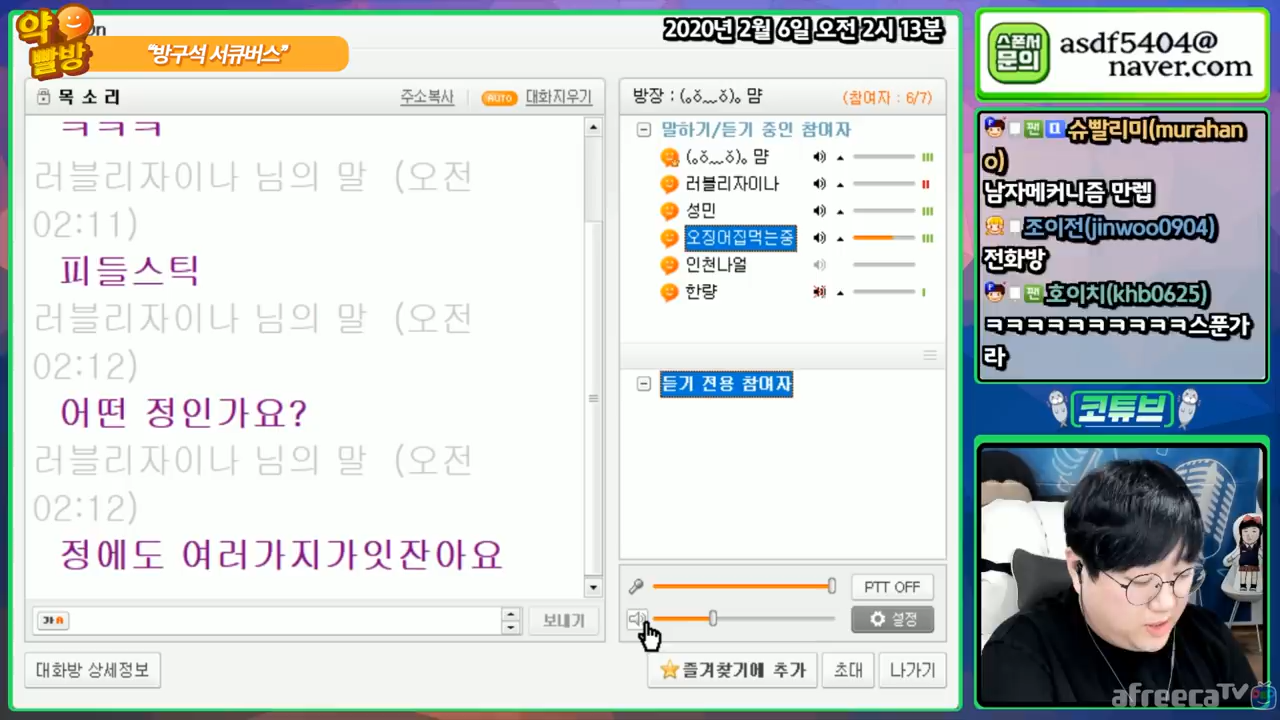 약
빨방
on
“방구석 서큐버스”
2020년 2월 6일 오전 2시 13분
목 소 리
주소복사
AUTO
대화지우기
ㅋㅋㅋ
러블리자이나 님의 말 (오전
02:11)
피들스틱
러블리자이나 님의 말 (오전
02:12)
어떤 정인가요?
러블리자이나 님의 말 (오전
02:12)
정에도 여러가지가잇잔아요
가A
보내기
대화방 상세정보
방장 : (｡ŏ﹏ŏ)｡ 먐
(참여자 : 6/7)
말하기/듣기 중인 참여자
(｡ŏ﹏ŏ)｡ 먐
러블리자이나
성민
오징어집먹는중
인천나얼
한량
듣기 전용 참여자
PTT OFF
설정
즐겨찾기에 추가
초대
나가기
스폰서
문의
asdf5404@
naver.com
팬 슈빨리미(murahan
o)
남자메커니즘 만렙
조이전(jinwoo0904)
전화방
팬 호이치(khb0625)
ㅋㅋㅋㅋㅋㅋㅋㅋㅋㅋ스푼가
라
코튜브
afreecaTV